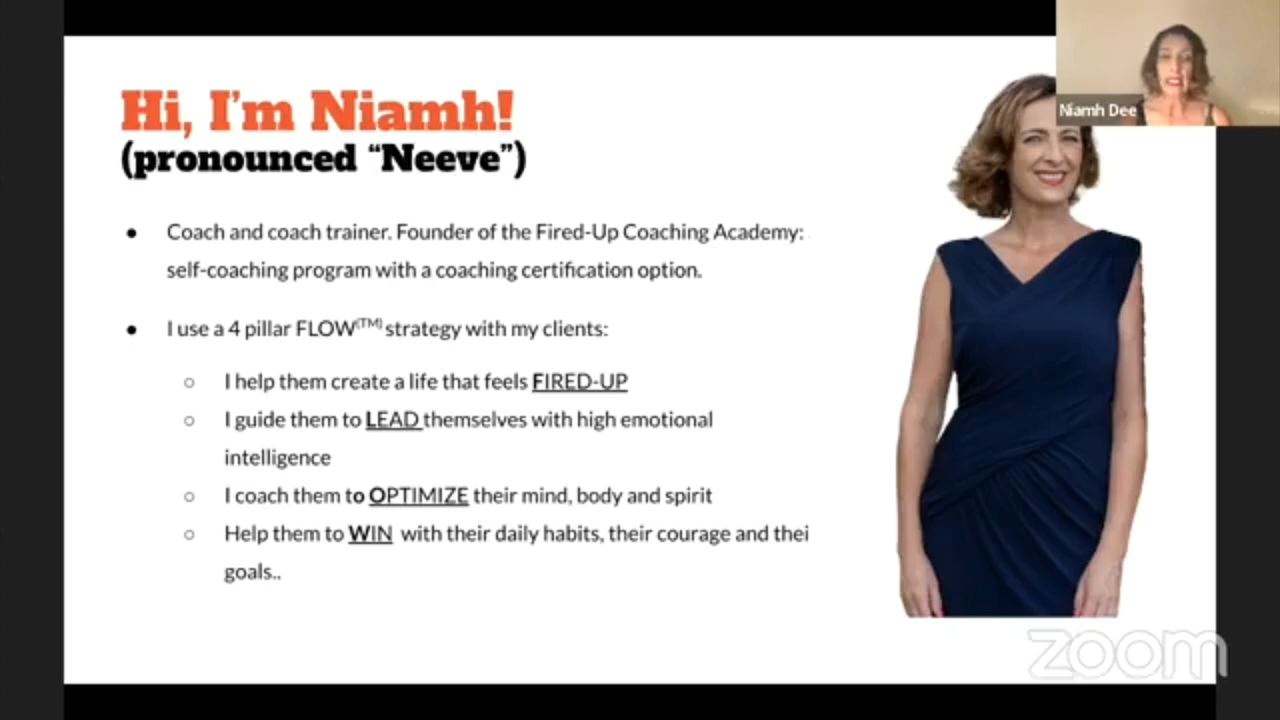 Hi, I'm Niamh!
(pronounced “Neeve”)
Niamh Dee
● Coach and coach trainer. Founder of the Fired-Up Coaching Academy:
self-coaching program with a coaching certification option.
● I use a 4 pillar FLOW(TM) strategy with my clients:
○ I help them create a life that feels FIRED-UP
○ I guide them to LEAD themselves with high emotional
intelligence
○ I coach them to OPTIMIZE their mind, body and spirit
○ Help them to WIN with their daily habits, their courage and thei
goals..
zoom